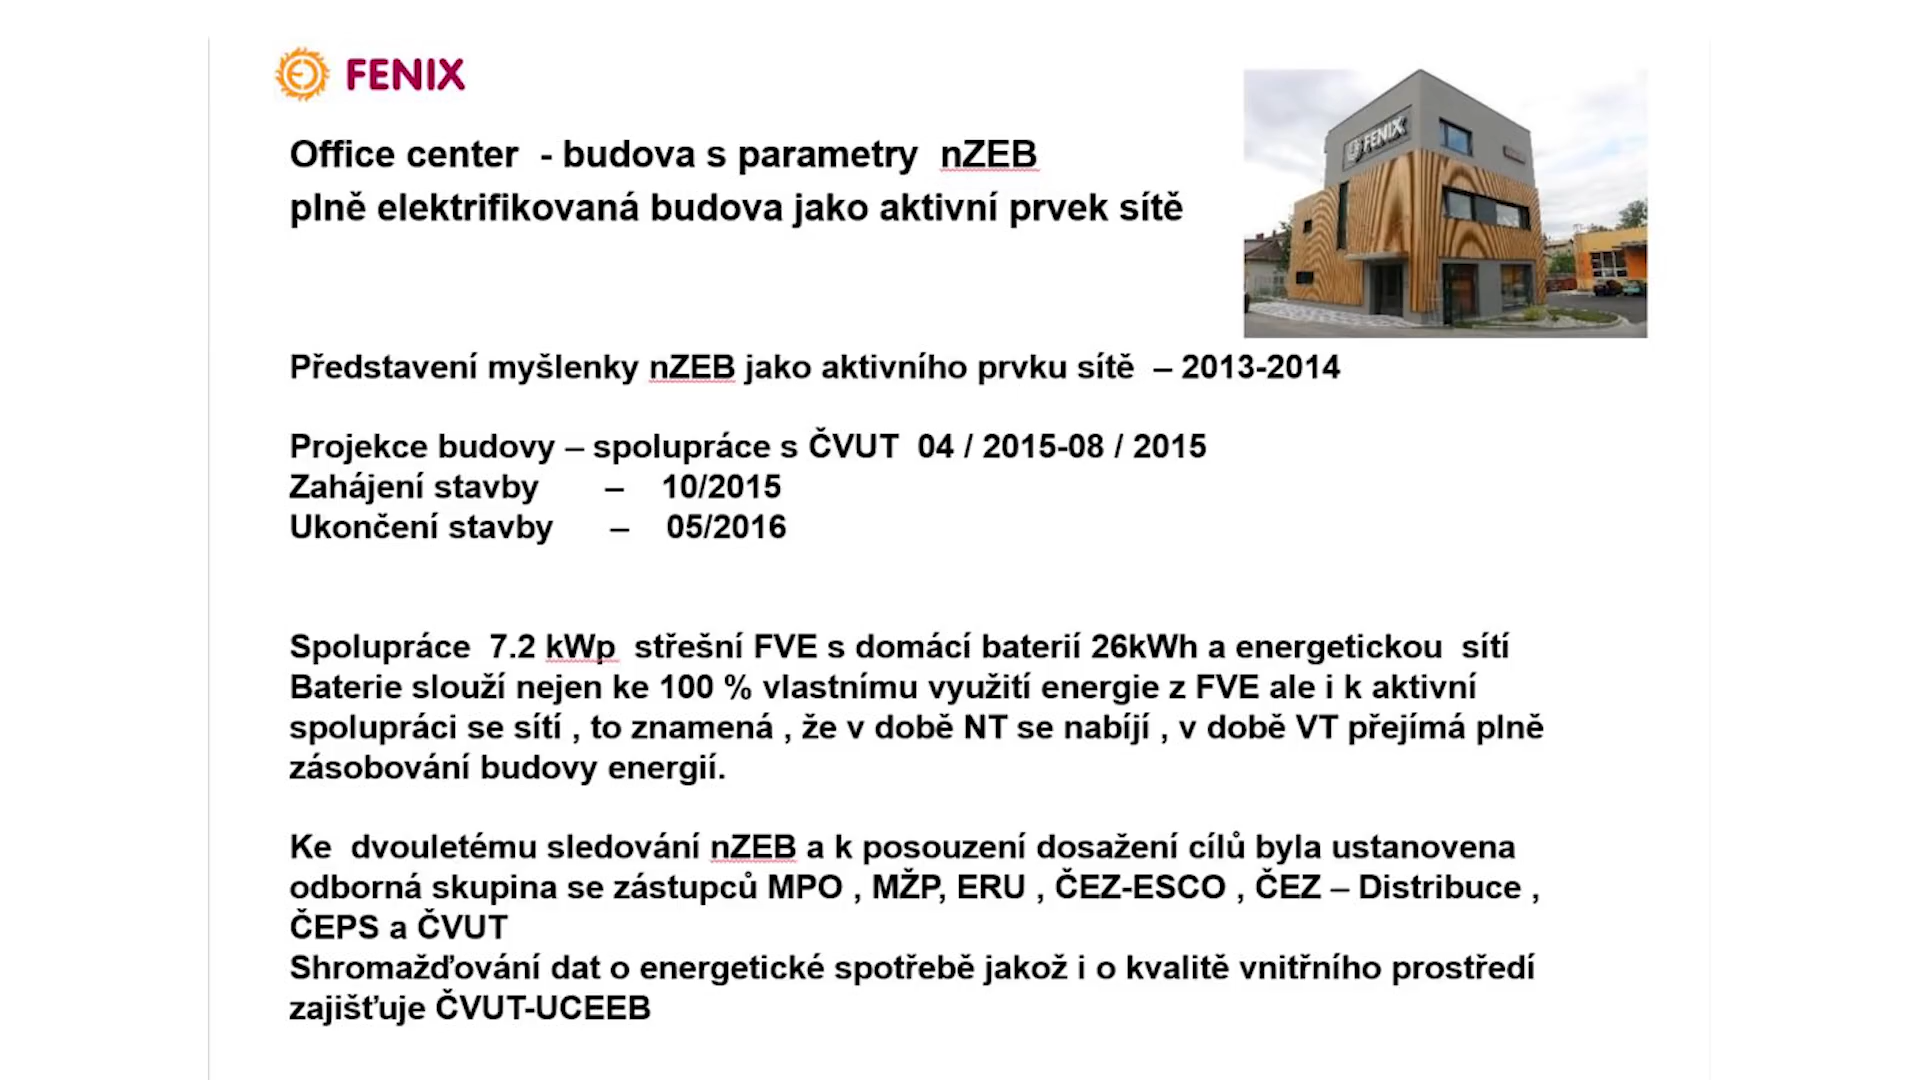 FENIX
Office center - budova s parametry nZEB
plně elektrifikovaná budova jako aktivní prvek sítě
FENIX
Představení myšlenky nZEB jako aktivního prvku sítě – 2013-2014
Projekce budovy – spolupráce s ČVUT 04 / 2015-08 / 2015
Zahájení stavby – 10/2015
Ukončení stavby – 05/2016
Spolupráce 7.2 kWp střešní FVE s domácí baterií 26kWh a energetickou sítí
Baterie slouží nejen ke 100 % vlastnímu využití energie z FVE ale i k aktivní
spolupráci se sítí , to znamená , že v době NT se nabíjí , v době VT přejímá plně
zásobování budovy energií.
Ke dvouletému sledování nZEB a k posouzení dosažení cílů byla ustanovena
odborná skupina se zástupců MPO , MŽP, ERU , ČEZ-ESCO , ČEZ – Distribuce ,
ČEPS a ČVUT
Shromažďování dat o energetické spotřebě jakož i o kvalitě vnitřního prostředí
zajišťuje ČVUT-UCEEB